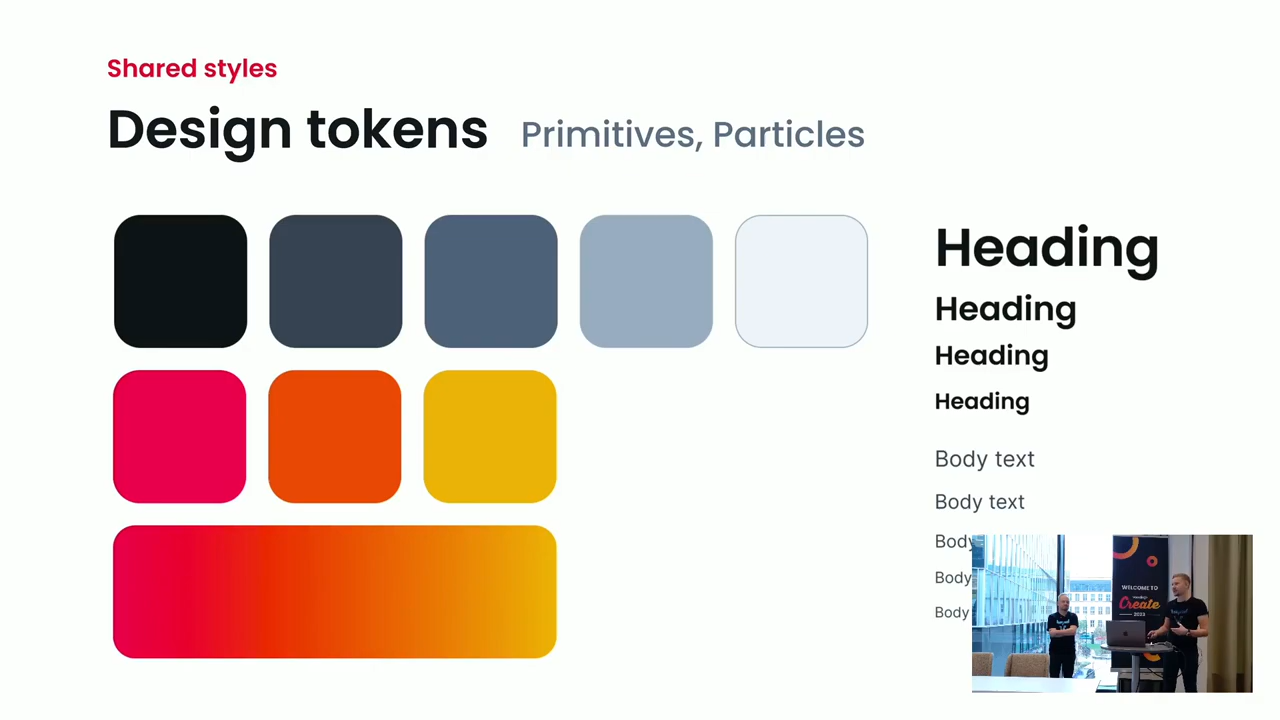 Shared styles
Design tokens Primitives, Particles
Heading
Heading
Heading
Heading
Body text
Body text
Body
Body
Body
WELCOME TO
Create
2023